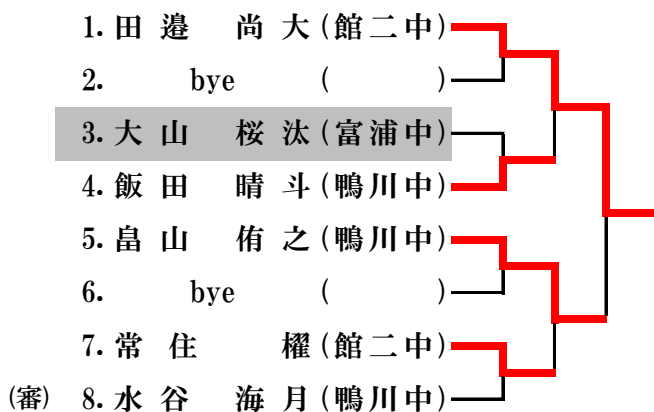 1. 田邉 尚大(館二中)
2. bye ( )
3. 大山 桜汰(富浦中)
4. 飯田 晴斗(鴨川中)
5. 畠山 侑之(鴨川中)
6. bye ( )
7. 常住 櫂(館二中)
(審) 8. 水谷 海月(鴨川中)